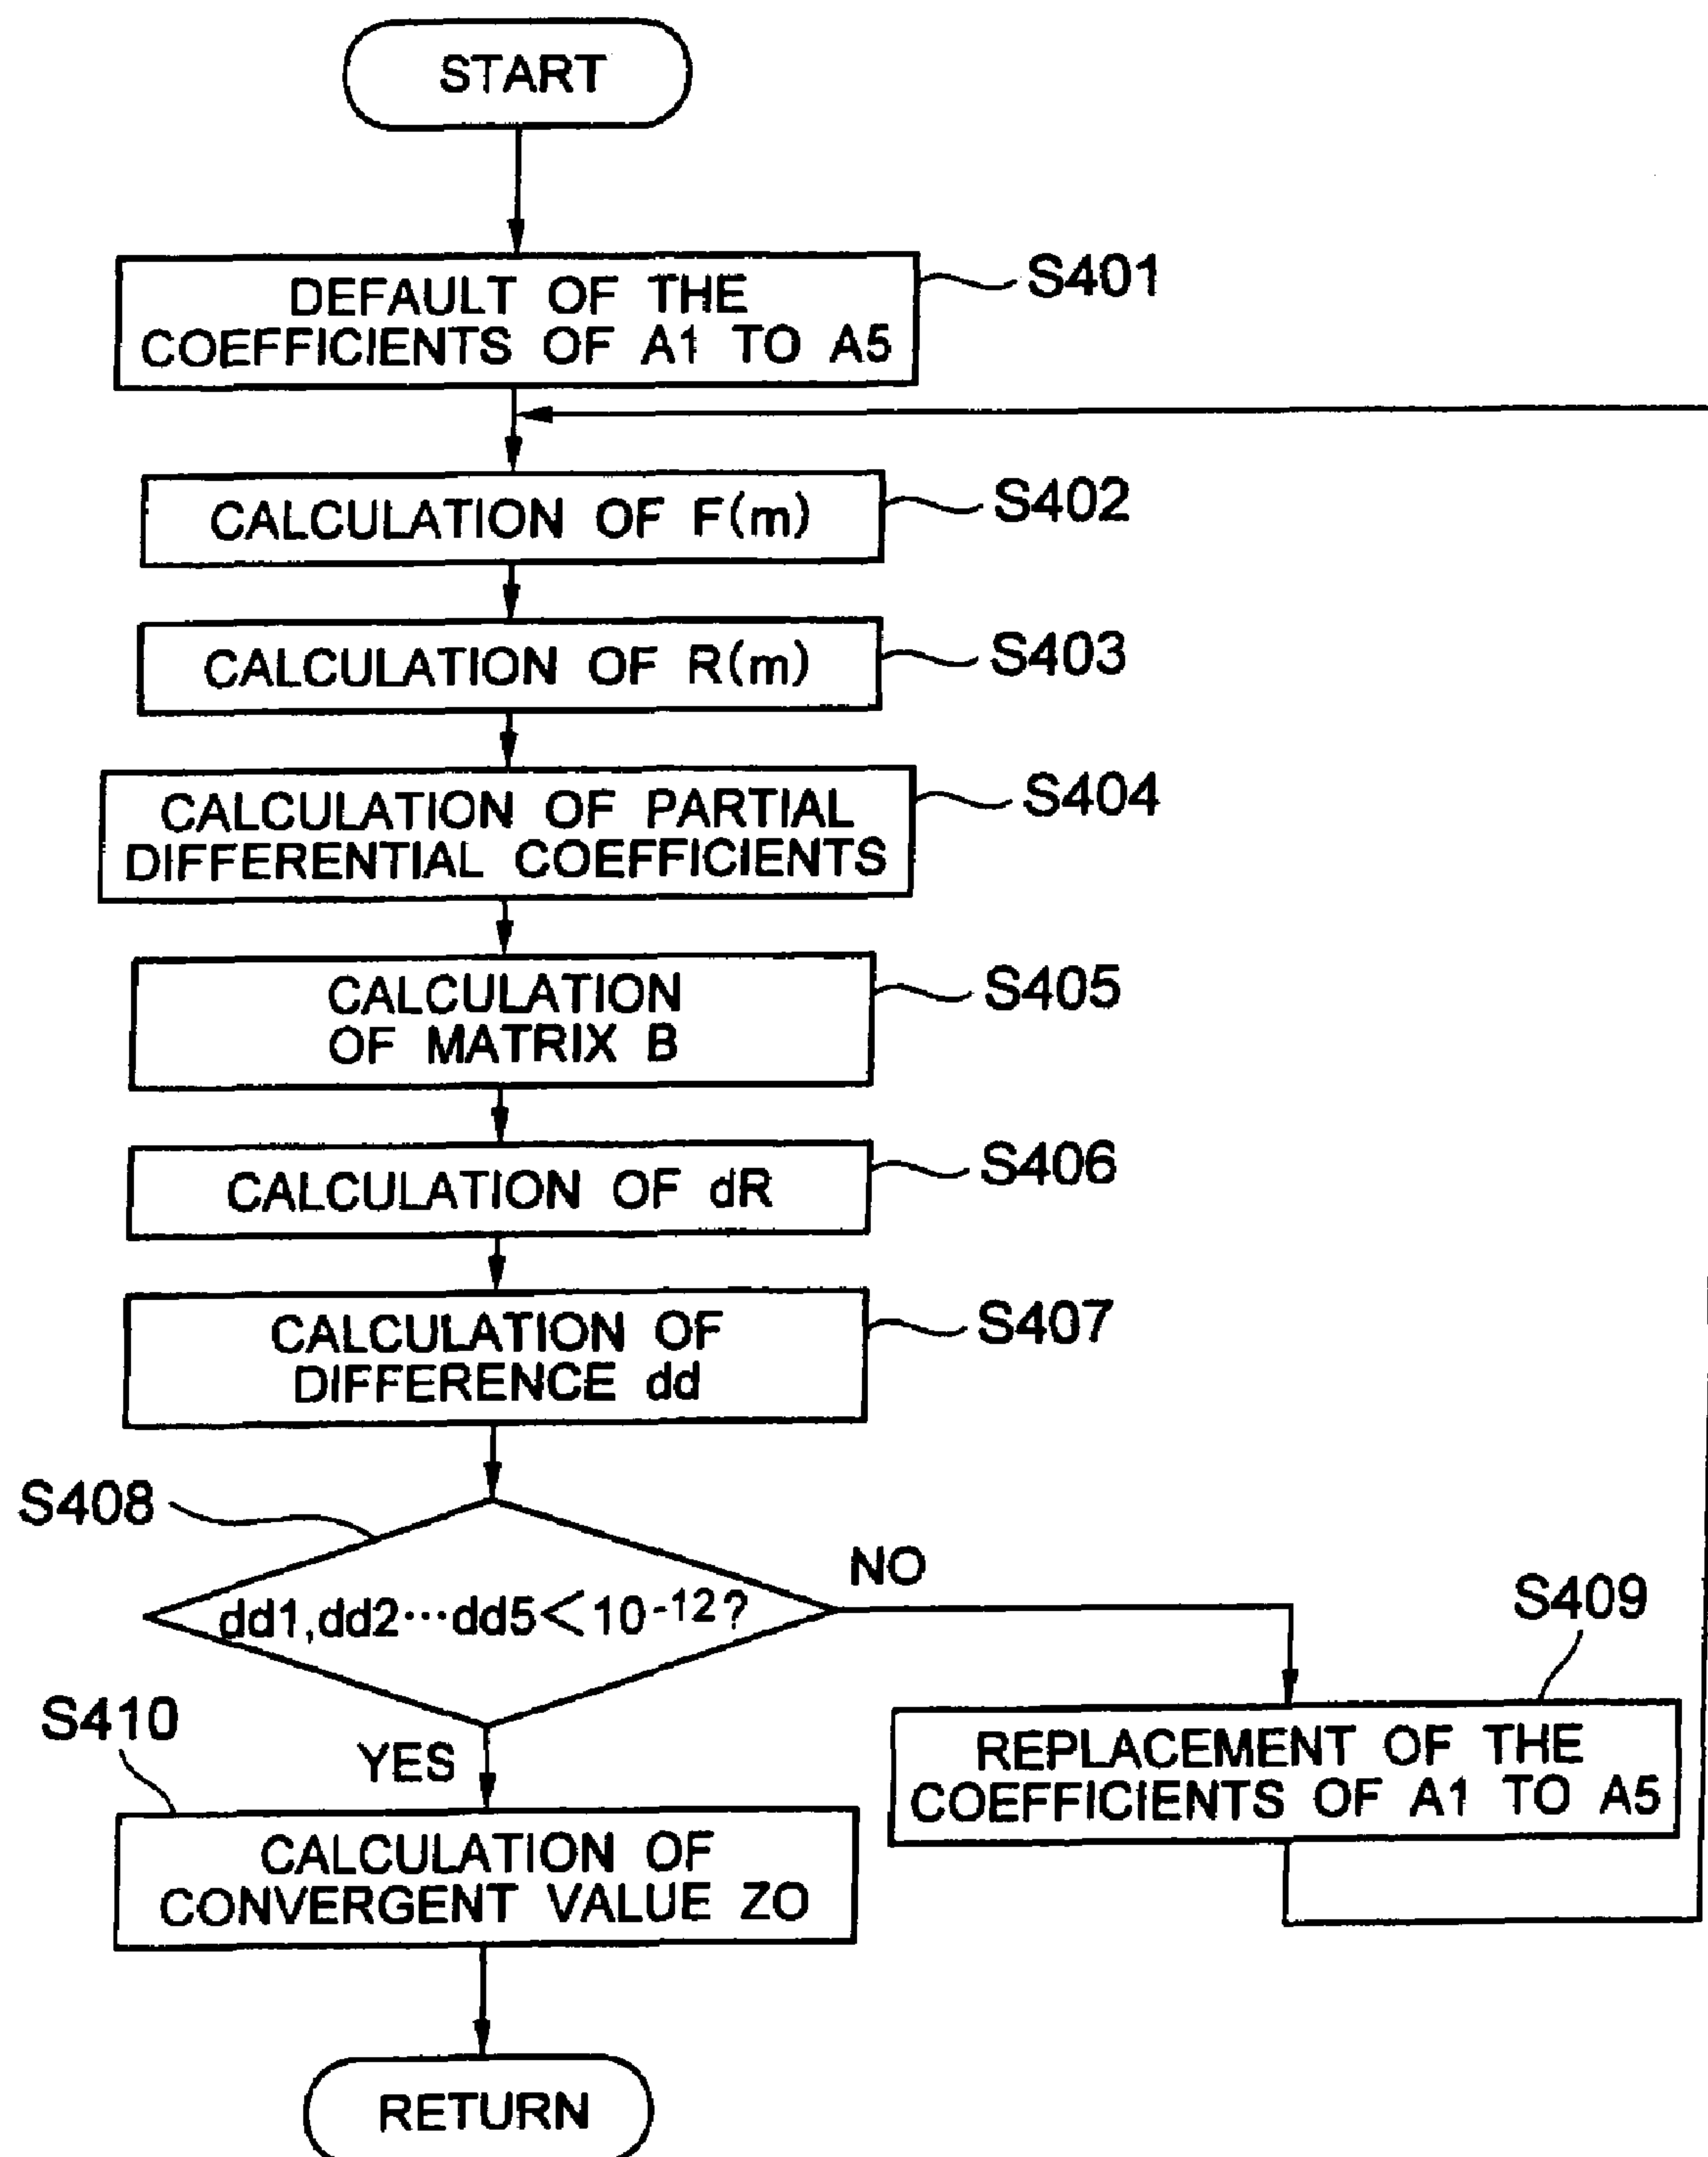 START
DEFAULT OF THE
COEFFICIENTS OF A1 TO A5
S401
CALCULATION OF F(m)
S402
CALCULATION OF R(m)
S403
CALCULATION OF PARTIAL
DIFFERENTIAL COEFFICIENTS
S404
CALCULATION
OF MATRIX B
S405
CALCULATION OF dR
S406
CALCULATION OF
DIFFERENCE dd
S407
S408
dd1,dd2···dd5<10⁻¹²?
NO
S409
REPLACEMENT OF THE
COEFFICIENTS OF A1 TO A5
YES
S410
CALCULATION OF
CONVERGENT VALUE ZO
RETURN